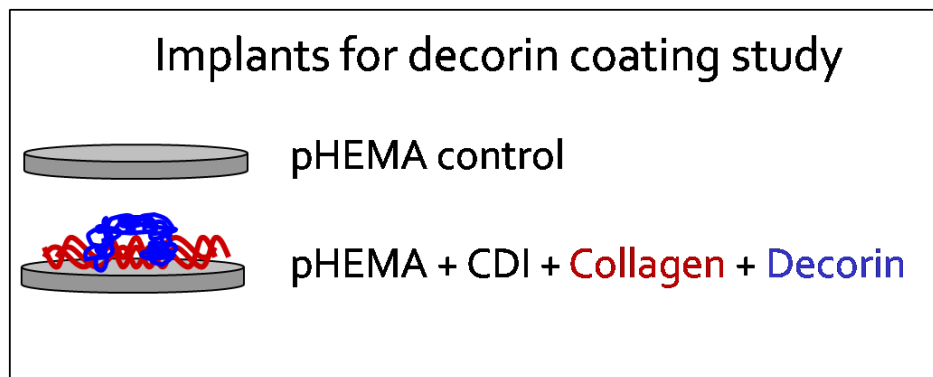 Implants for decorin coating study
pHEMA control
pHEMA + CDI + Collagen + Decorin